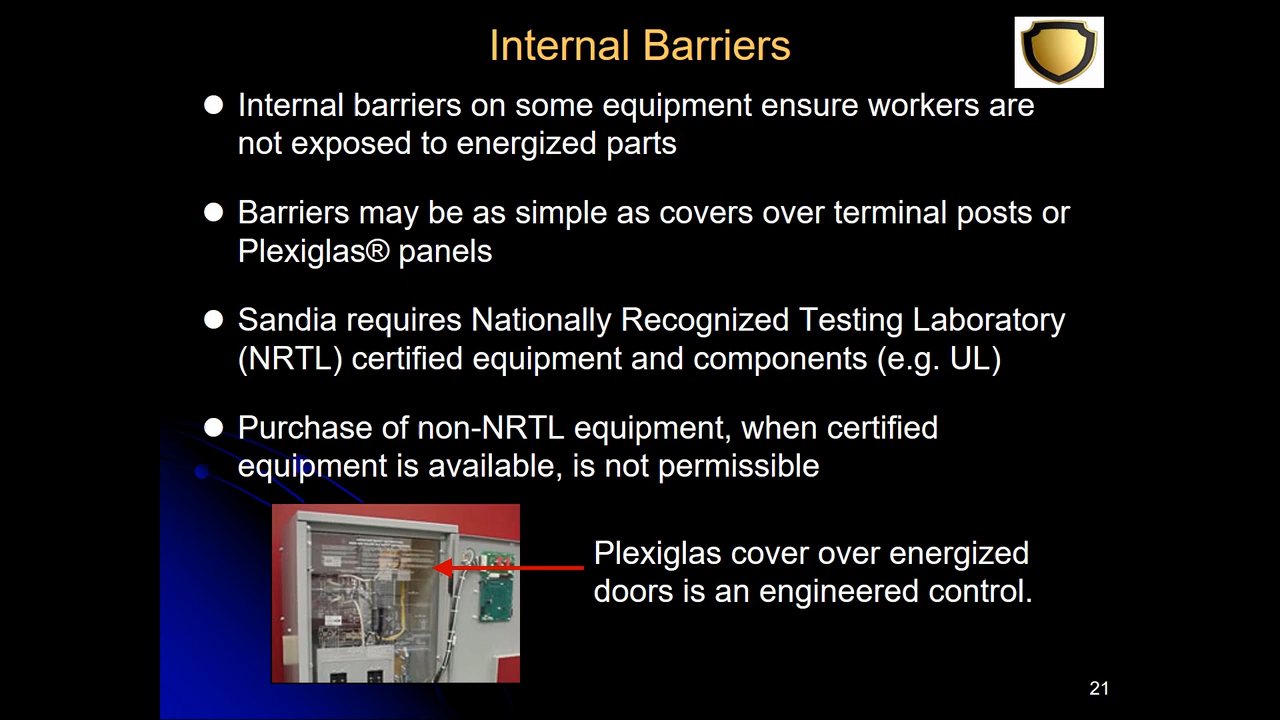 Internal Barriers
Internal barriers on some equipment ensure workers are
not exposed to energized parts
Barriers may be as simple as covers over terminal posts or
Plexiglas® panels
Sandia requires Nationally Recognized Testing Laboratory
(NRTL) certified equipment and components (e.g. UL)
Purchase of non-NRTL equipment, when certified
equipment is available, is not permissible
Plexiglas cover over energized
doors is an engineered control.
21